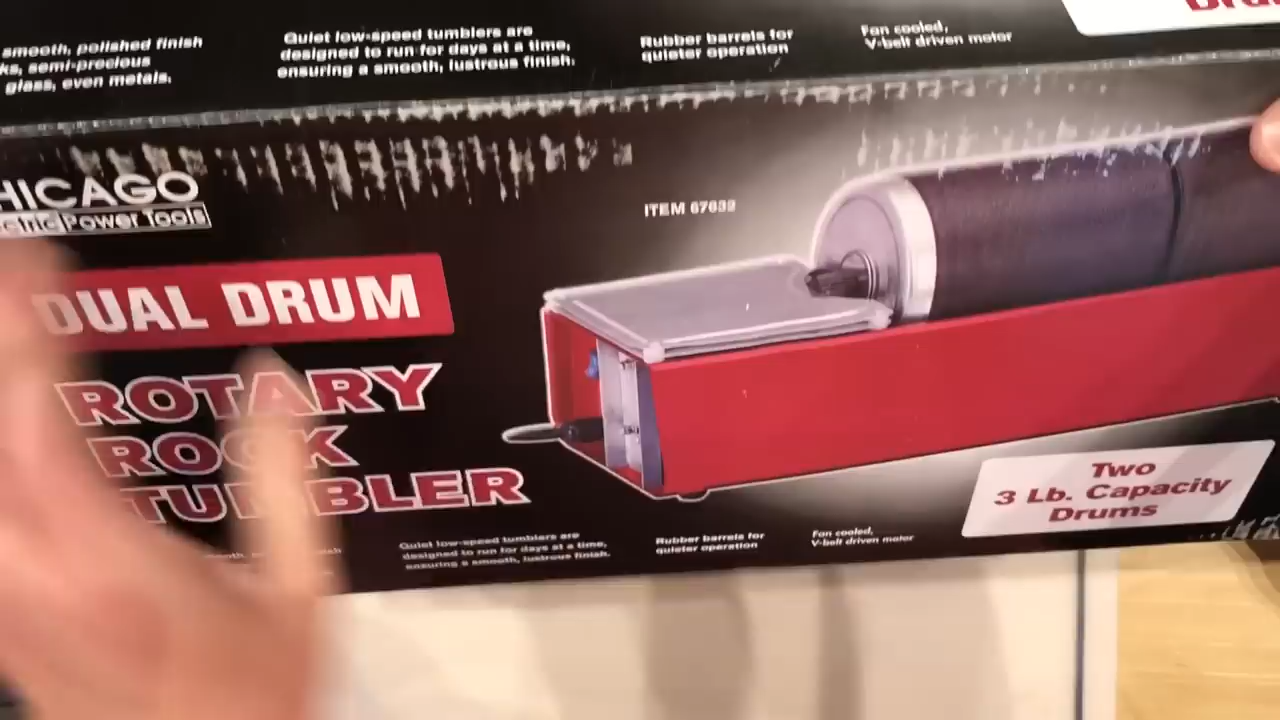 smooth, polished finish
ks, semi-precious
glass, even metals.
Quiet low-speed tumblers are
designed to run for days at a time,
ensuring a smooth, lustrous finish.
Rubber barrels for
quieter operation
Fan cooled,
V-belt driven motor
HICAGO
ectric Power Tools
ITEM 67632
DUAL DRUM
ROTARY
ROCK
TUMBLER
Two
3 Lb. Capacity
Drums
Quiet low-speed tumblers are
designed to run for days at a time,
ensuring a smooth, lustrous finish.
Rubber barrels for
quieter operation
Fan cooled,
V-belt driven motor